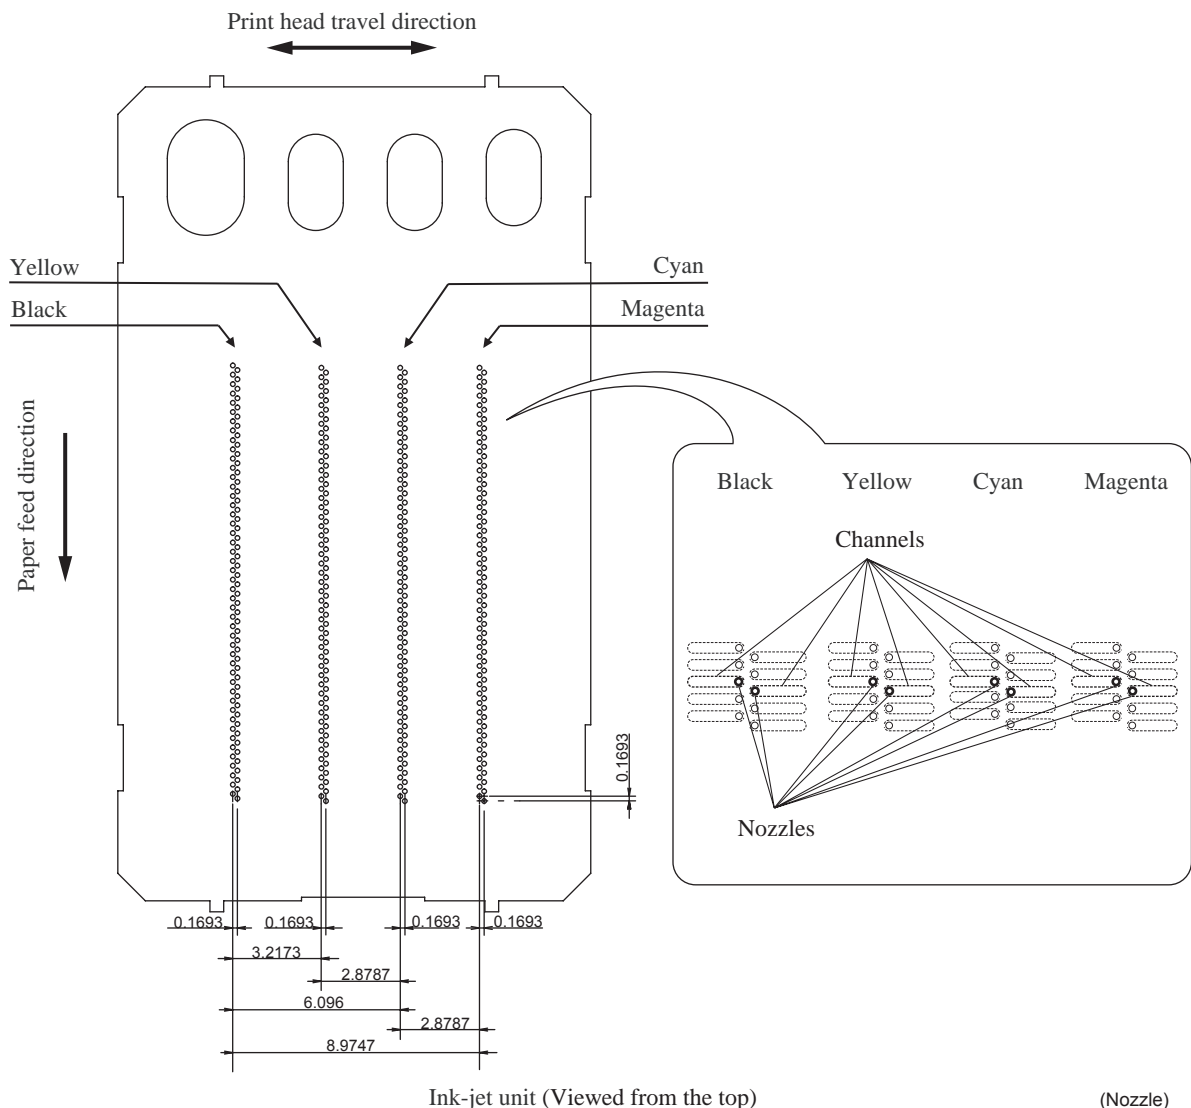 Print head travel direction
Yellow
Cyan
Black
Magenta
Paper feed direction
Black Yellow Cyan Magenta
Channels
Nozzles
0.1693
0.1693 0.1693 0.1693 0.1693
3.2173
2.8787
6.096
2.8787
8.9747
Ink-jet unit (Viewed from the top)
(Nozzle)